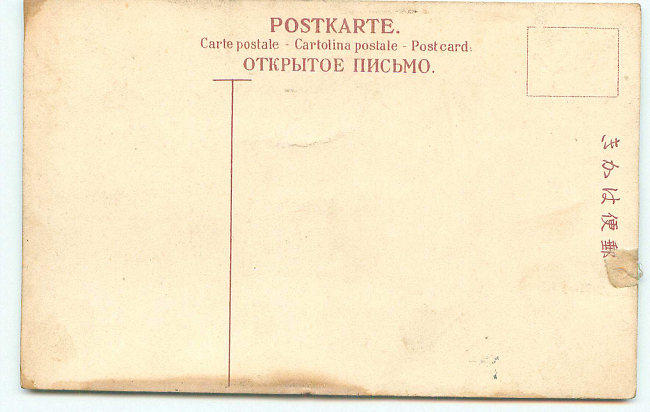 POSTKARTE.
Carte postale - Cartolina postale - Post card.
ОТКРЫТОЕ ПИСЬМО.
きかは便郵